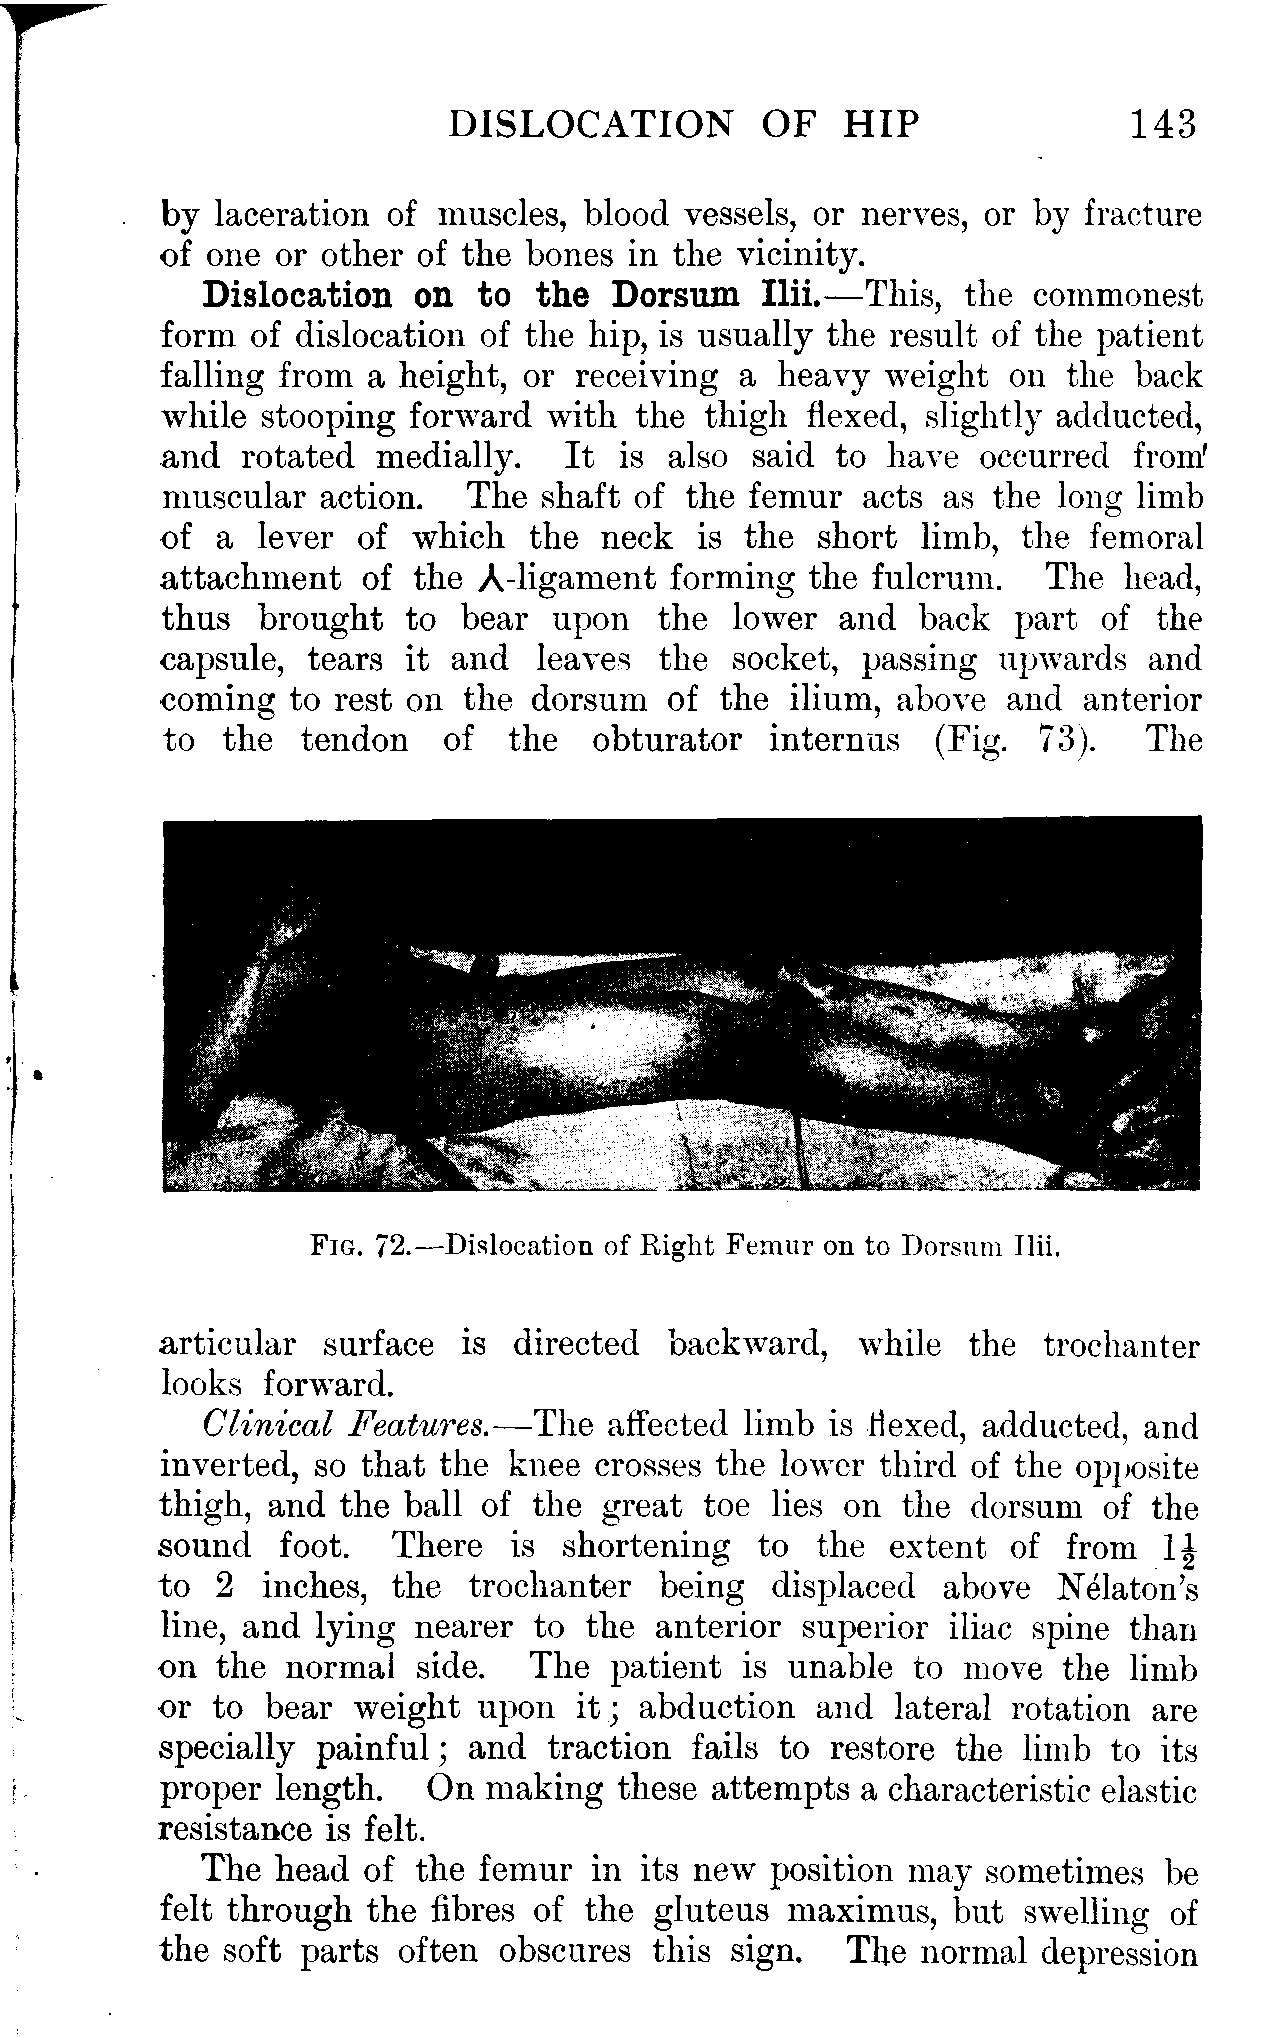 DISLOCATION OF HIP 143
by laceration of muscles, blood vessels, or nerves, or by fracture
of one or other of the bones in the vicinity.
Dislocation on to the Dorsum Ilii.—This, the commonest
form of dislocation of the hip, is usually the result of the patient
falling from a height, or receiving a heavy weight on the back
while stooping forward with the thigh flexed, slightly adducted,
and rotated medially. It is also said to have occurred from
muscular action. The shaft of the femur acts as the long limb
of a lever of which the neck is the short limb, the femoral
attachment of the ⅄-ligament forming the fulcrum. The head,
thus brought to bear upon the lower and back part of the
capsule, tears it and leaves the socket, passing upwards and
coming to rest on the dorsum of the ilium, above and anterior
to the tendon of the obturator internus (Fig. 73). The
FIG. 72.—Dislocation of Right Femur on to Dorsum Ilii.
articular surface is directed backward, while the trochanter
looks forward.
Clinical Features.—The affected limb is flexed, adducted, and
inverted, so that the knee crosses the lower third of the opposite
thigh, and the ball of the great toe lies on the dorsum of the
sound foot. There is shortening to the extent of from 1½
to 2 inches, the trochanter being displaced above Nélaton's
line, and lying nearer to the anterior superior iliac spine than
on the normal side. The patient is unable to move the limb
or to bear weight upon it; abduction and lateral rotation are
specially painful; and traction fails to restore the limb to its
proper length. On making these attempts a characteristic elastic
resistance is felt.
The head of the femur in its new position may sometimes be
felt through the fibres of the gluteus maximus, but swelling of
the soft parts often obscures this sign. The normal depression